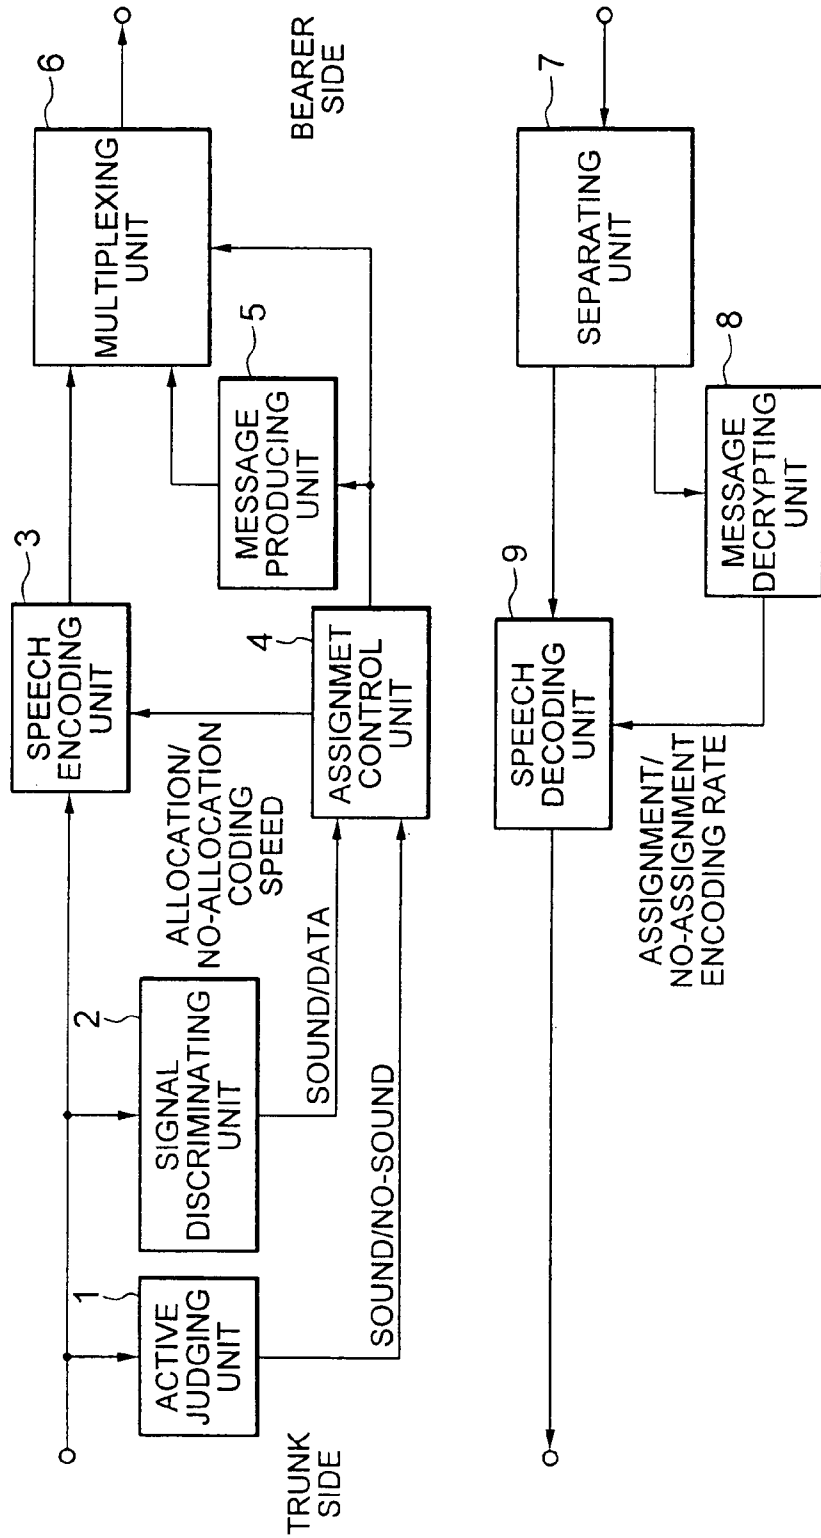 TRUNK
SIDE
1
ACTIVE
JUDGING
UNIT
2
SIGNAL
DISCRIMINATING
UNIT
SOUND/DATA
SOUND/NO-SOUND
3
SPEECH
ENCODING
UNIT
ALLOCATION/
NO-ALLOCATION
CODING
SPEED
4
ASSIGNMET
CONTROL
UNIT
5
MESSAGE
PRODUCING
UNIT
6
MULTIPLEXING
UNIT
BEARER
SIDE
7
SEPARATING
UNIT
8
MESSAGE
DECRYPTING
UNIT
9
SPEECH
DECODING
UNIT
ASSIGNMENT/
NO-ASSIGNMENT
ENCODING RATE